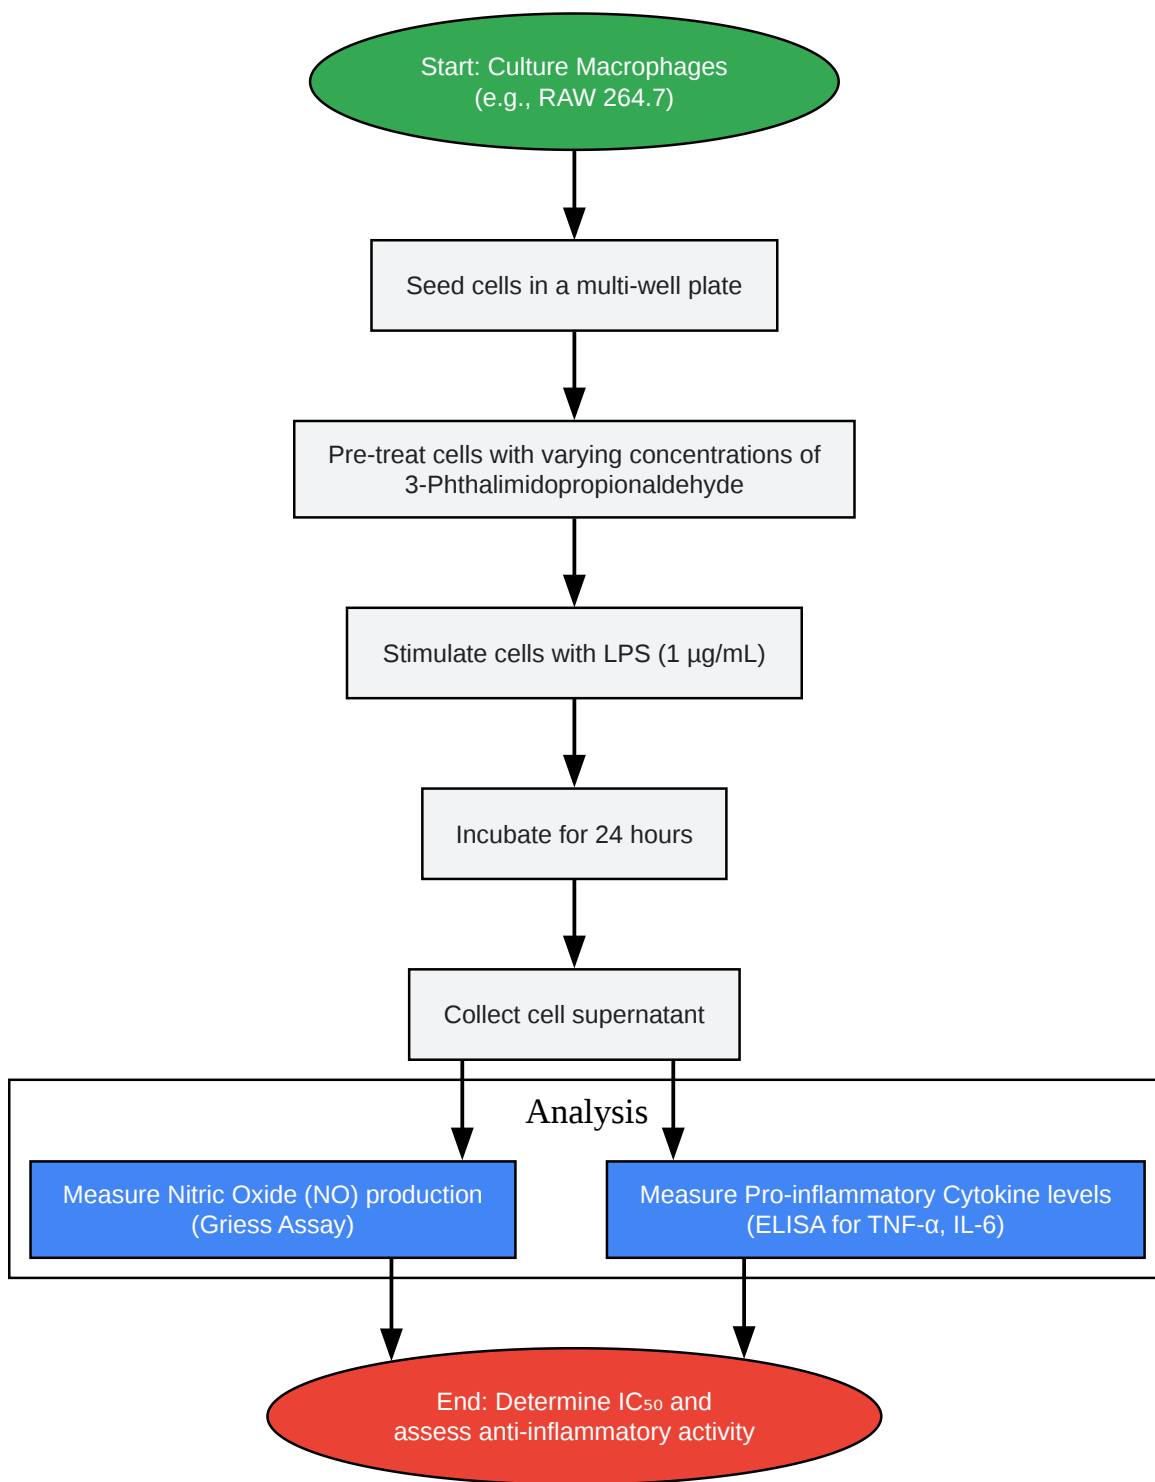 Start: Culture Macrophages
(e.g., RAW 264.7)
Seed cells in a multi-well plate
Pre-treat cells with varying concentrations of
3-Phthalimidopropionaldehyde
Stimulate cells with LPS (1 µg/mL)
Incubate for 24 hours
Collect cell supernatant
Analysis
Measure Nitric Oxide (NO) production
(Griess Assay)
Measure Pro-inflammatory Cytokine levels
(ELISA for TNF-α, IL-6)
End: Determine IC₅₀ and
assess anti-inflammatory activity